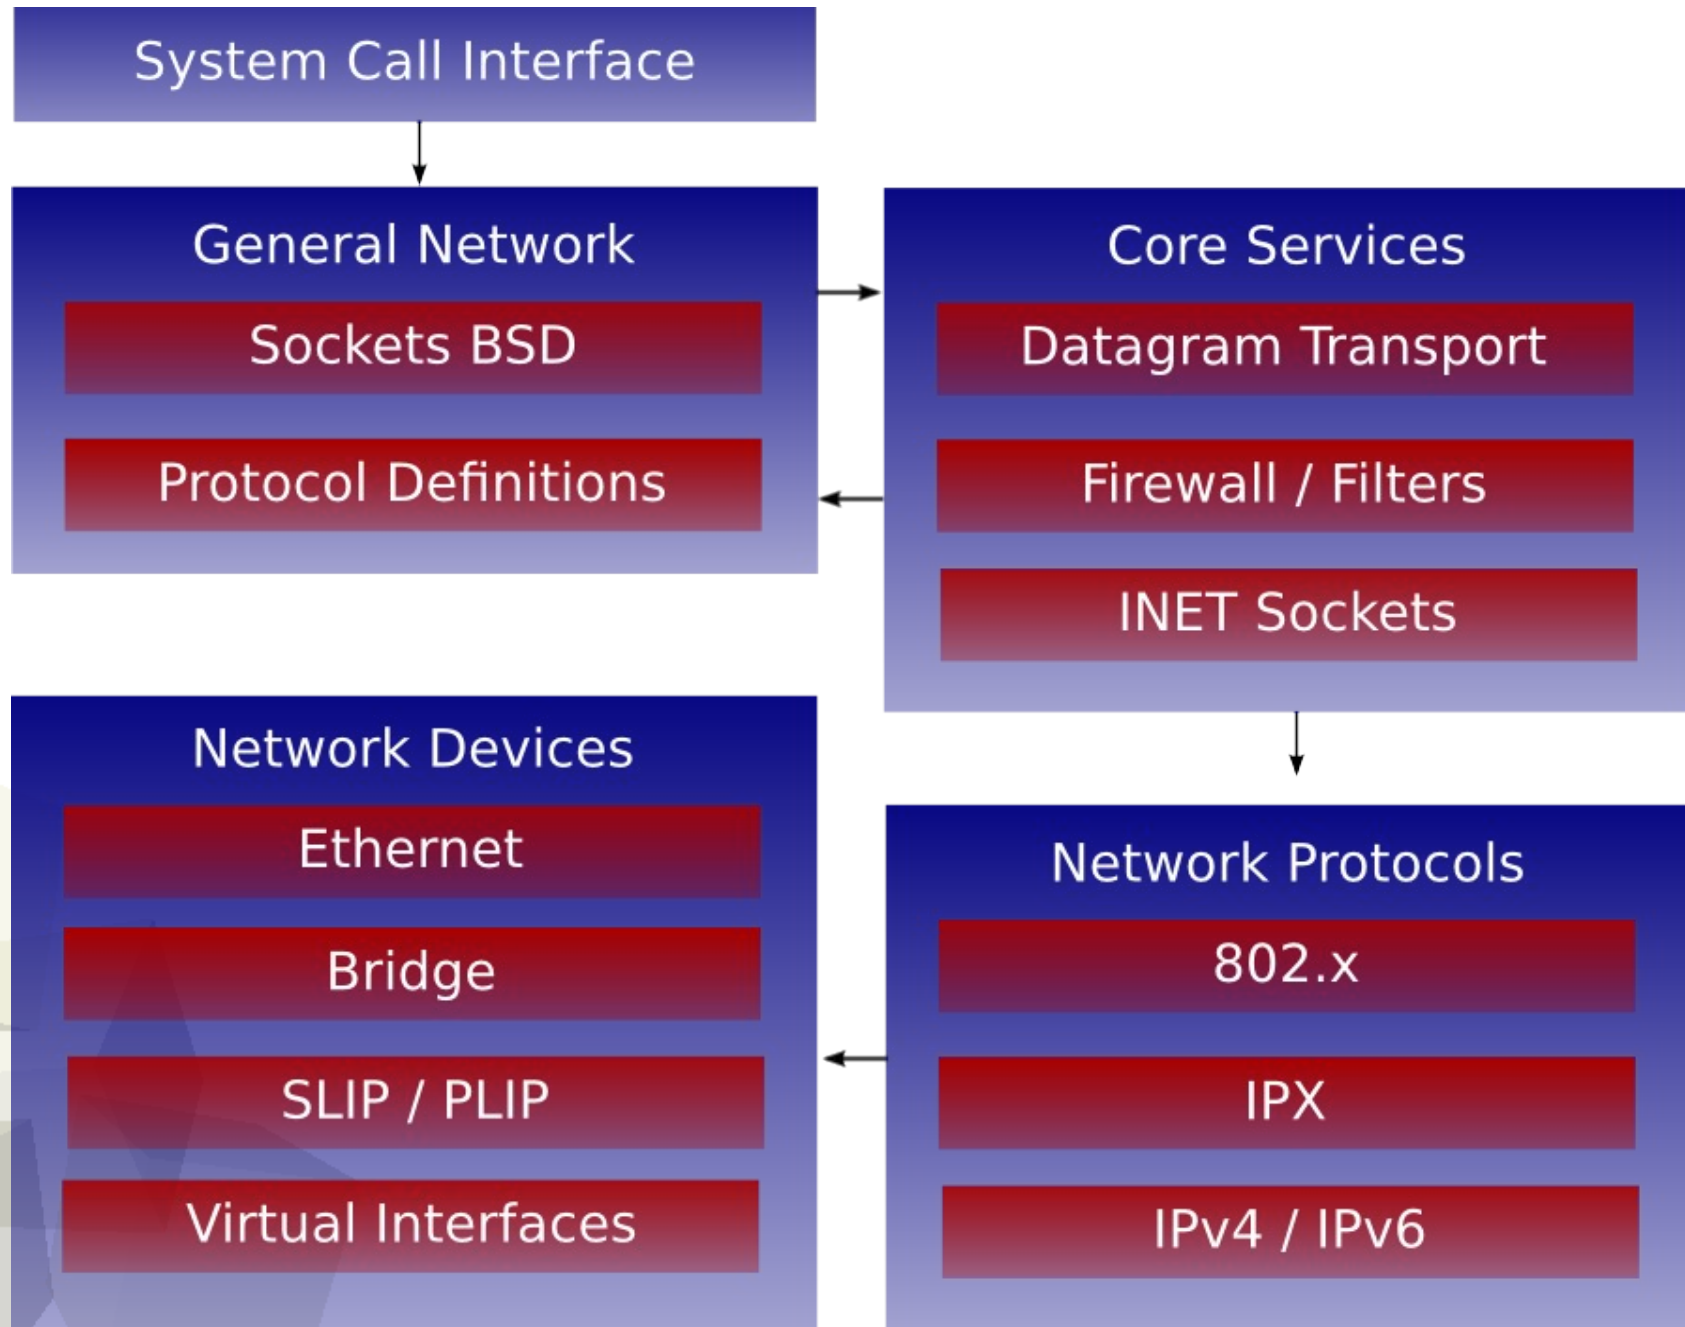 System Call Interface
General Network
Sockets BSD
Protocol Definitions
Core Services
Datagram Transport
Firewall / Filters
INET Sockets
Network Devices
Ethernet
Bridge
SLIP / PLIP
Virtual Interfaces
Network Protocols
802.x
IPX
IPv4 / IPv6